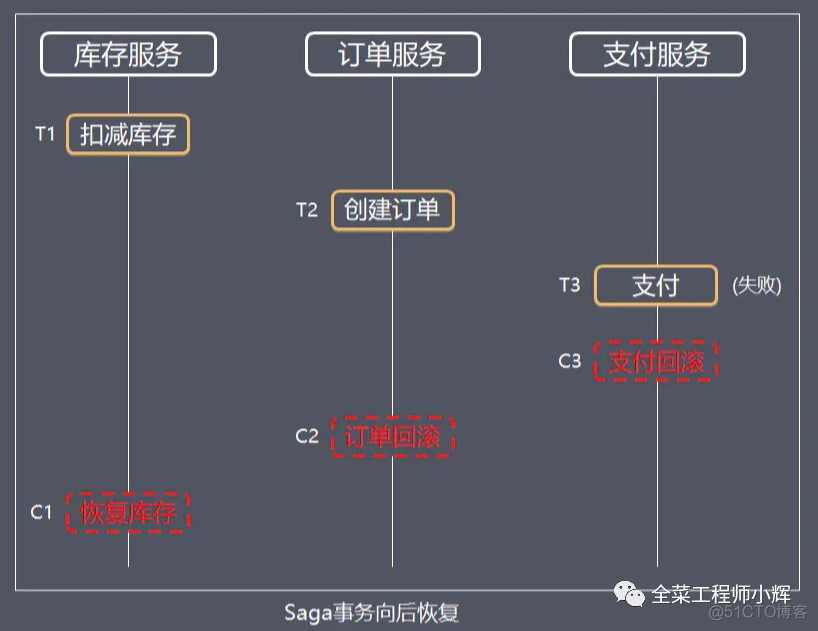 库存服务 订单服务 支付服务
T1 扣减库存
T2 创建订单
T3 支付 (失败)
C3 支付回滚
C2 订单回滚
C1 恢复库存
全菜工程师小辉
@51CTO博客
Saga事务向后恢复